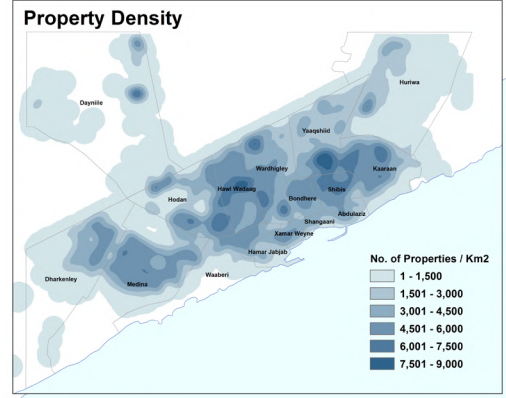 Property Density
Huriwa
Dayniile
Yaaqshiid
Wardhigley
Kaaraan
Hawl Wadaag
Shibis
Hodan
Bondhere
Abdulaziz
Shangaani
Xamar Weyne
Hamar Jabjab
Waaberi
Dharkenley
Medina
No. of Properties / Km2
1 - 1,500
1,501 - 3,000
3,001 - 4,500
4,501 - 6,000
6,001 - 7,500
7,501 - 9,000